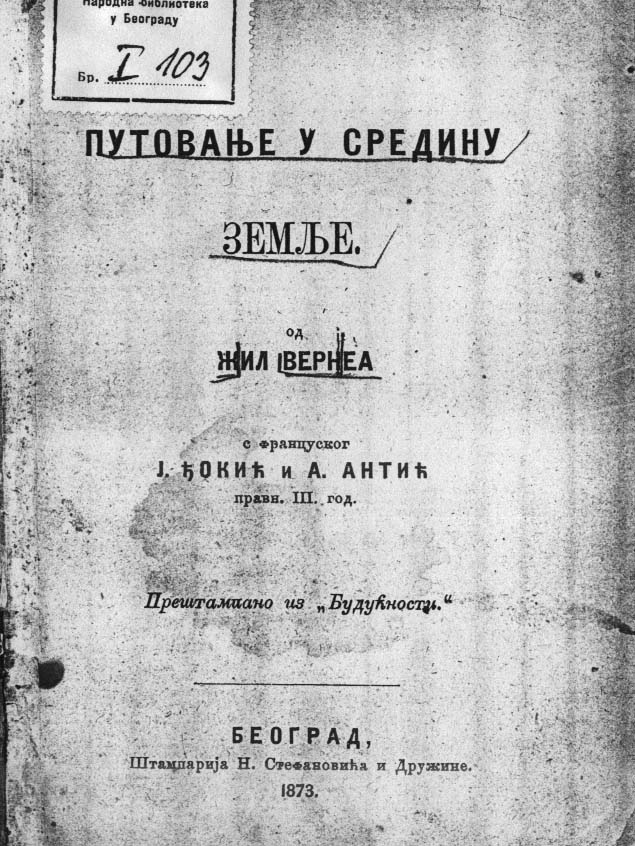 Народна библиотека
у Београду
Бр. I 103
ПУТОВАЊЕ У СРЕДИНУ
ЗЕМЉЕ.
од
ЖИЛ ВЕРНЕА
с француског
Ј. ЂОКИЋ и А. АНТИЋ
правн. III. год.
Прештампано из „Будућности.“
БЕОГРАД,
Штампарија Н. Стефановића и Дружине.
1873.